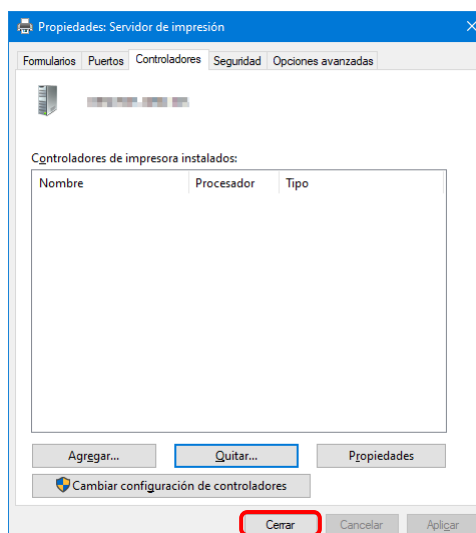 Propiedades: Servidor de impresión
Formularios Puertos Controladores Seguridad Opciones avanzadas
Controladores de impresora instalados:
Nombre Procesador Tipo
Agregar... Quitar... Propiedades
Cambiar configuración de controladores
Cerrar Cancelar Aplicar